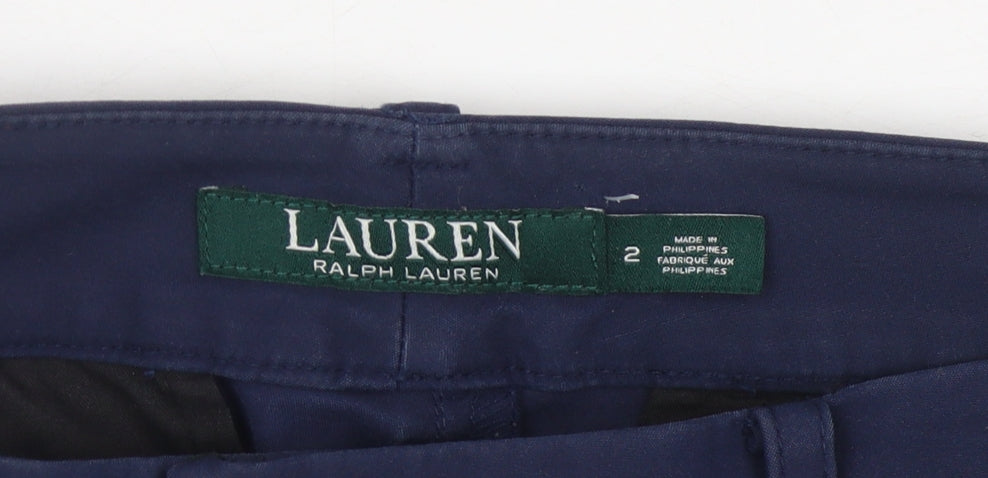 LAUREN
RALPH LAUREN
2
MADE IN
PHILIPPINES
FABRIQUÉ AUX
PHILIPPINES